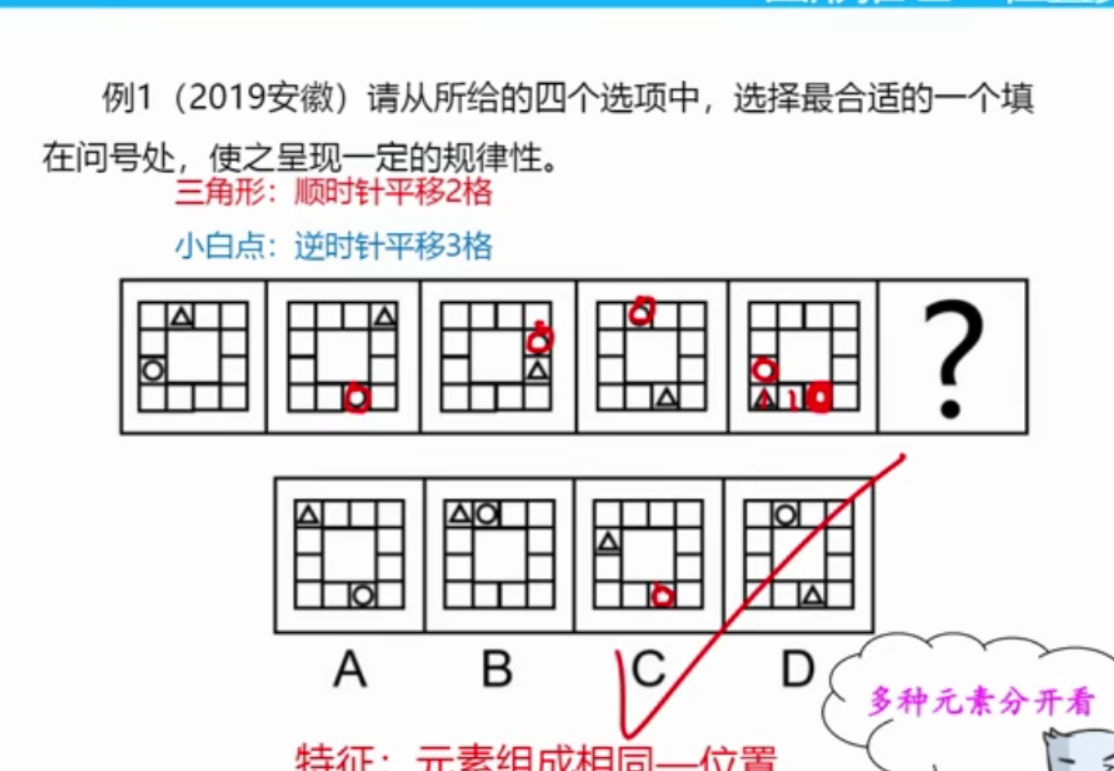 例1（2019安徽）请从所给的四个选项中，选择最合适的一个填
在问号处，使之呈现一定的规律性。
三角形：顺时针平移2格
小白点：逆时针平移3格
?
A
B
C
D
多种元素分开看
特征：元素组成相同—位置